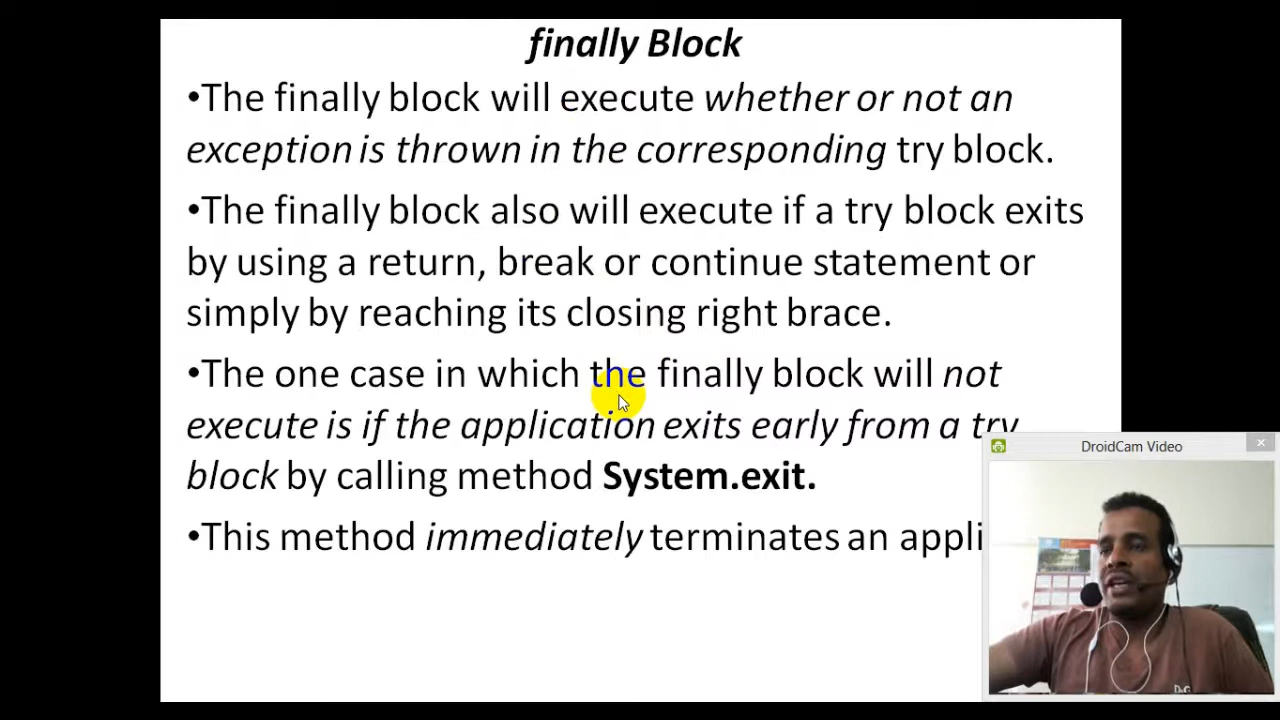 finally Block
•The finally block will execute whether or not an
exception is thrown in the corresponding try block.
•The finally block also will execute if a try block exits
by using a return, break or continue statement or
simply by reaching its closing right brace.
•The one case in which the finally block will not
execute is if the application exits early from a try
block by calling method System.exit.
•This method immediately terminates an appli
DroidCam Video
D&G